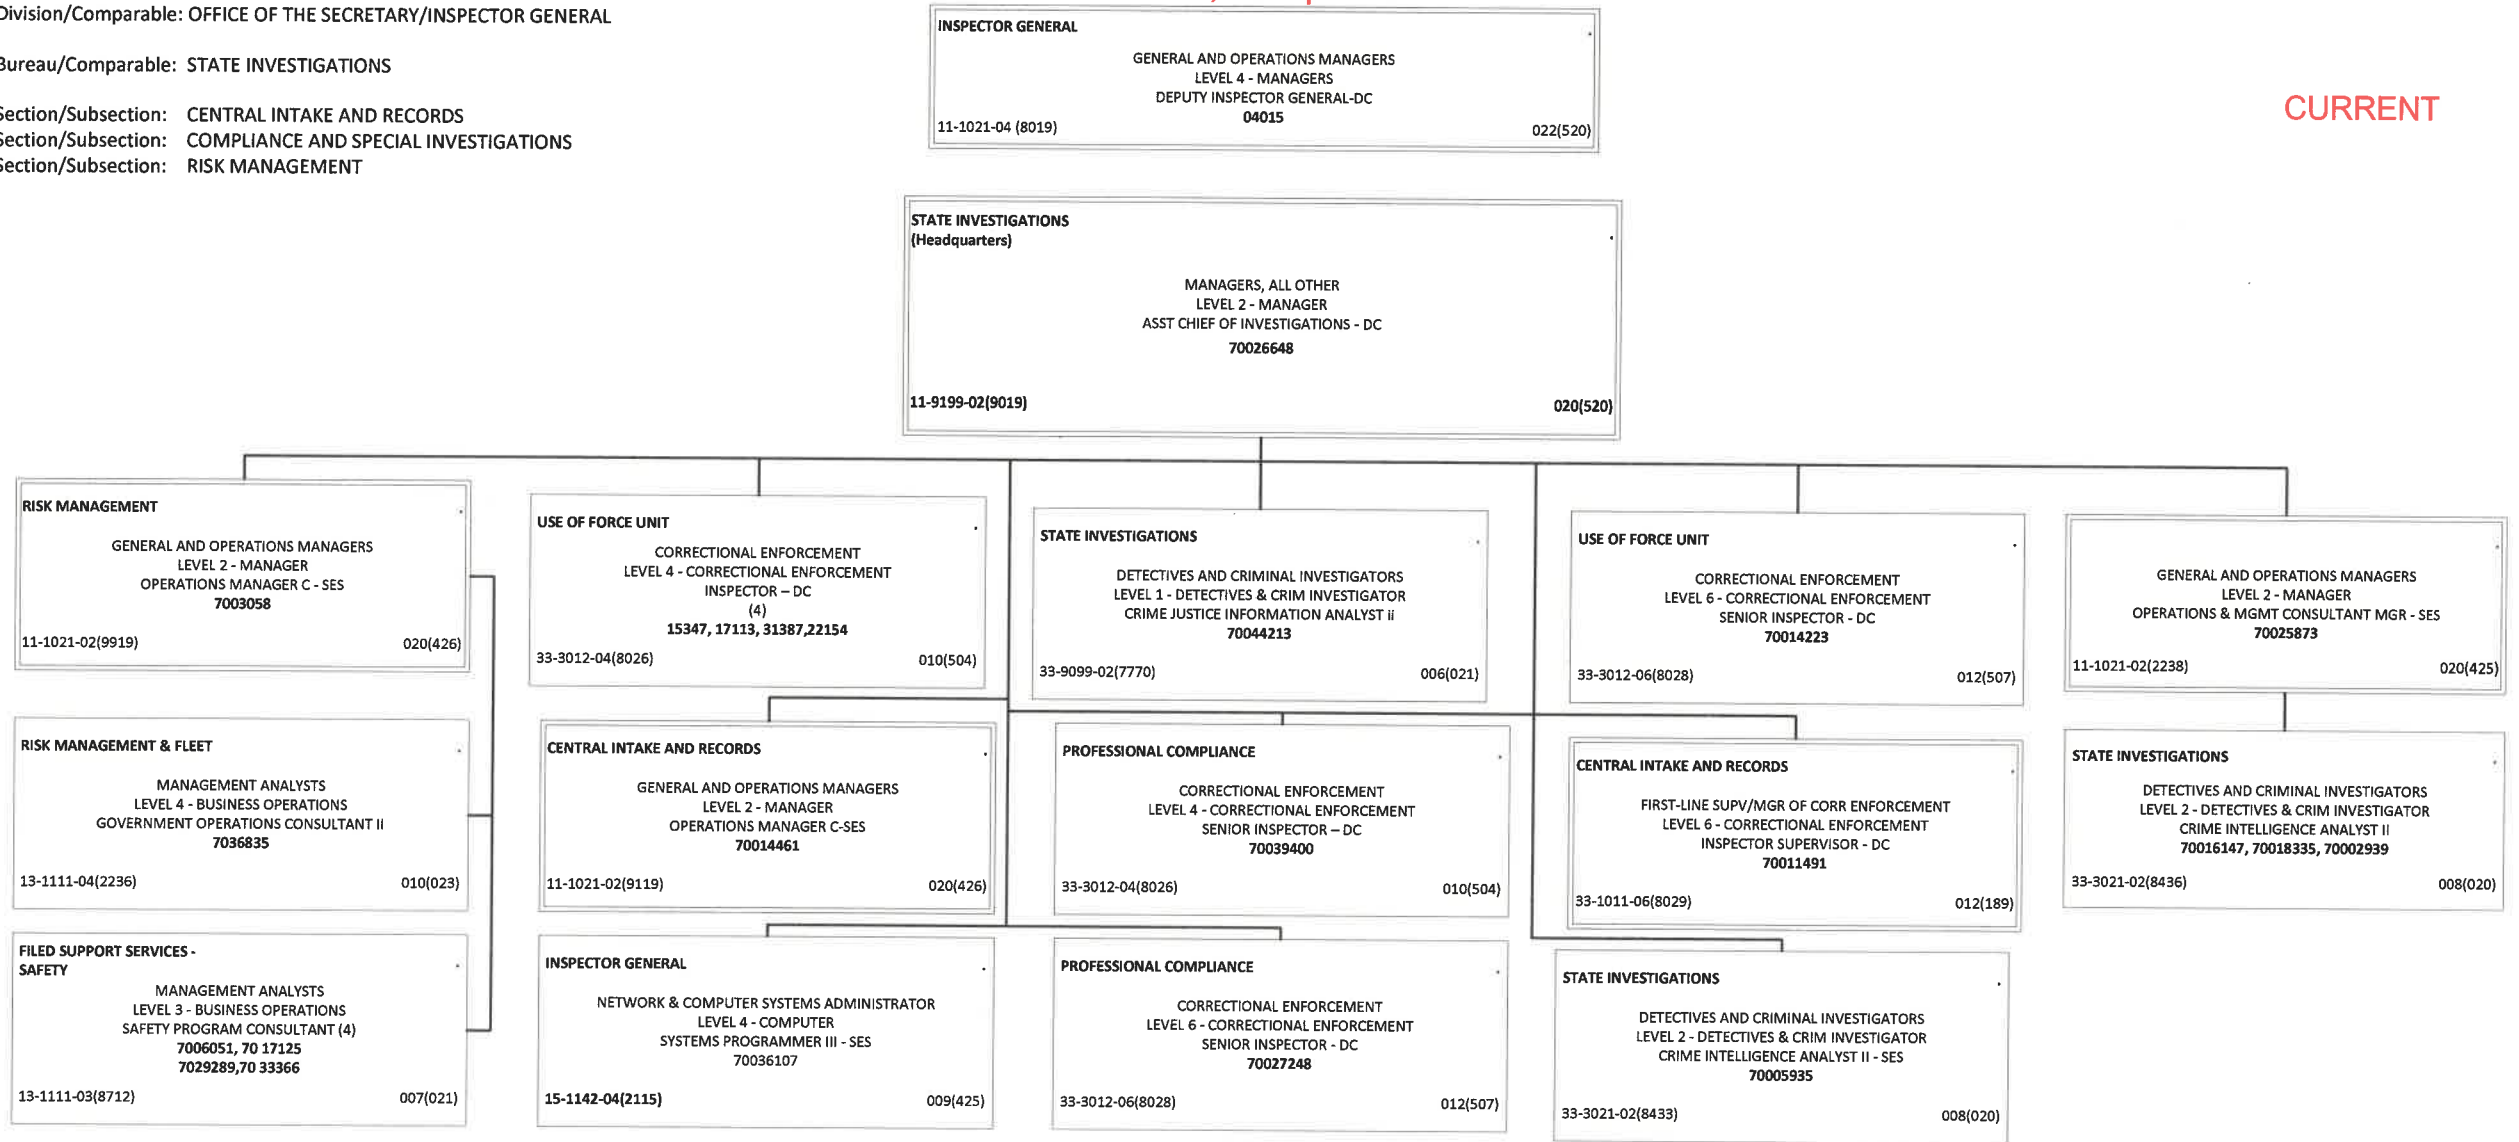 Division/Comparable: OFFICE OF THE SECRETARY/INSPECTOR GENERAL
Bureau/Comparable: STATE INVESTIGATIONS
Section/Subsection: CENTRAL INTAKE AND RECORDS
Section/Subsection: COMPLIANCE AND SPECIAL INVESTIGATIONS
Section/Subsection: RISK MANAGEMENT
CURRENT
INSPECTOR GENERAL
GENERAL AND OPERATIONS MANAGERS
LEVEL 4 - MANAGERS
DEPUTY INSPECTOR GENERAL-DC
04015
11-1021-04 (8019) 022(520)
STATE INVESTIGATIONS
(Headquarters)
MANAGERS, ALL OTHER
LEVEL 2 - MANAGER
ASST CHIEF OF INVESTIGATIONS - DC
70026648
11-9199-02(9019) 020(520)
RISK MANAGEMENT
GENERAL AND OPERATIONS MANAGERS
LEVEL 2 - MANAGER
OPERATIONS MANAGER C - SES
7003058
11-1021-02(9919) 020(426)
USE OF FORCE UNIT
CORRECTIONAL ENFORCEMENT
LEVEL 4 - CORRECTIONAL ENFORCEMENT
INSPECTOR – DC
(4)
15347, 17113, 31387,22154
33-3012-04(8026) 010(504)
STATE INVESTIGATIONS
DETECTIVES AND CRIMINAL INVESTIGATORS
LEVEL 1 - DETECTIVES & CRIM INVESTIGATOR
CRIME JUSTICE INFORMATION ANALYST ii
70044213
33-9099-02(7770) 006(021)
USE OF FORCE UNIT
CORRECTIONAL ENFORCEMENT
LEVEL 6 - CORRECTIONAL ENFORCEMENT
SENIOR INSPECTOR - DC
70014223
33-3012-06(8028) 012(507)
GENERAL AND OPERATIONS MANAGERS
LEVEL 2 - MANAGER
OPERATIONS & MGMT CONSULTANT MGR - SES
70025873
11-1021-02(2238) 020(425)
RISK MANAGEMENT & FLEET
MANAGEMENT ANALYSTS
LEVEL 4 - BUSINESS OPERATIONS
GOVERNMENT OPERATIONS CONSULTANT II
7036835
13-1111-04(2236) 010(023)
CENTRAL INTAKE AND RECORDS
GENERAL AND OPERATIONS MANAGERS
LEVEL 2 - MANAGER
OPERATIONS MANAGER C-SES
70014461
11-1021-02(9119) 020(426)
PROFESSIONAL COMPLIANCE
CORRECTIONAL ENFORCEMENT
LEVEL 4 - CORRECTIONAL ENFORCEMENT
SENIOR INSPECTOR – DC
70039400
33-3012-04(8026) 010(504)
CENTRAL INTAKE AND RECORDS
FIRST-LINE SUPV/MGR OF CORR ENFORCEMENT
LEVEL 6 - CORRECTIONAL ENFORCEMENT
INSPECTOR SUPERVISOR - DC
70011491
33-1011-06(8029) 012(189)
STATE INVESTIGATIONS
DETECTIVES AND CRIMINAL INVESTIGATORS
LEVEL 2 - DETECTIVES & CRIM INVESTIGATOR
CRIME INTELLIGENCE ANALYST II
70016147, 70018335, 70002939
33-3021-02(8436) 008(020)
FILED SUPPORT SERVICES -
SAFETY
MANAGEMENT ANALYSTS
LEVEL 3 - BUSINESS OPERATIONS
SAFETY PROGRAM CONSULTANT (4)
7006051, 70 17125
7029289,70 33366
13-1111-03(8712) 007(021)
INSPECTOR GENERAL
NETWORK & COMPUTER SYSTEMS ADMINISTRATOR
LEVEL 4 - COMPUTER
SYSTEMS PROGRAMMER III - SES
70036107
15-1142-04(2115) 009(425)
PROFESSIONAL COMPLIANCE
CORRECTIONAL ENFORCEMENT
LEVEL 6 - CORRECTIONAL ENFORCEMENT
SENIOR INSPECTOR - DC
70027248
33-3012-06(8028) 012(507)
STATE INVESTIGATIONS
DETECTIVES AND CRIMINAL INVESTIGATORS
LEVEL 2 - DETECTIVES & CRIM INVESTIGATOR
CRIME INTELLIGENCE ANALYST II - SES
70005935
33-3021-02(8433) 008(020)